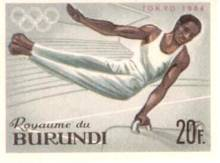 TOKYO 1964
Royaume du
BURUNDI
20F.